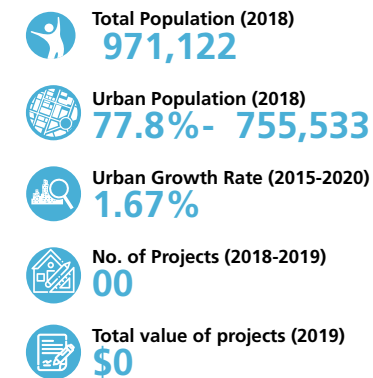 Total Population (2018)
971,122
Urban Population (2018)
77.8%- 755,533
Urban Growth Rate (2015-2020)
1.67%
No. of Projects (2018-2019)
00
Total value of projects (2019)
$0